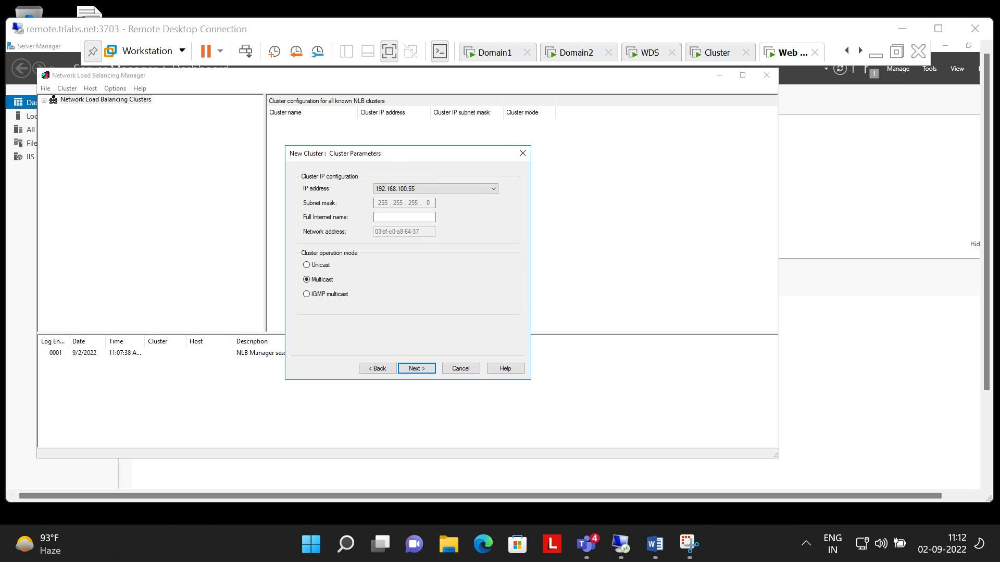 remote.trlabs.net:3703 - Remote Desktop Connection
Server Manager
Workstation
Domain1
Domain2
WDS
Cluster
Web ...
1
Manage
Tools
View
Network Load Balancing Manager
File
Cluster
Host
Options
Help
Das
Loc
All
File
IIS
Network Load Balancing Clusters
Cluster configuration for all known NLB clusters
Cluster name
Cluster IP address
Cluster IP subnet mask
Cluster mode
New Cluster : Cluster Parameters
Cluster IP configuration
IP address:
192.168.100.55
Subnet mask:
255 . 255 . 255 . 0
Full Internet name:
Network address:
03-bf-c0-a8-64-37
Cluster operation mode
Unicast
Multicast
IGMP multicast
< Back
Next >
Cancel
Help
Hid
Log En...
Date
Time
Cluster
Host
Description
0001
9/2/2022
11:07:38 A...
NLB Manager ses
93°F
Haze
L
T
4
W
ENG
IN
11:12
02-09-2022